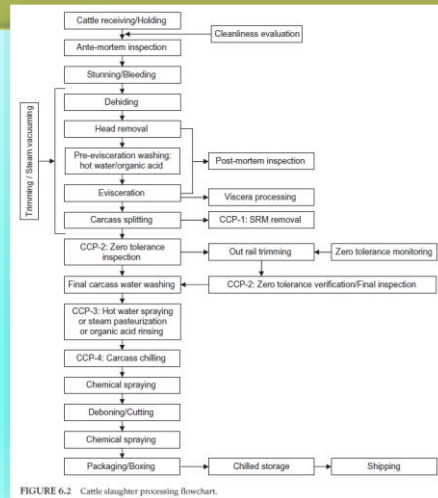 Cattle receiving/Holding
Cleanliness evaluation
Ante-mortem inspection
Stunning/Bleeding
Dehiding
Head removal
Trimming / Steam vacuuming
Pre-evisceration washing:
hot water/organic acid
Post-mortem inspection
Evisceration
Viscera processing
Carcass splitting
CCP-1: SRM removal
CCP-2: Zero tolerance
inspection
Out rail trimming
Zero tolerance monitoring
Final carcass water washing
CCP-2: Zero tolerance verification/Final inspection
CCP-3: Hot water spraying
or steam pasteurization
or organic acid rinsing
CCP-4: Carcass chilling
Chemical spraying
Deboning/Cutting
Chemical spraying
Packaging/Boxing
Chilled storage
Shipping
FIGURE 6.2 Cattle slaughter processing flowchart.